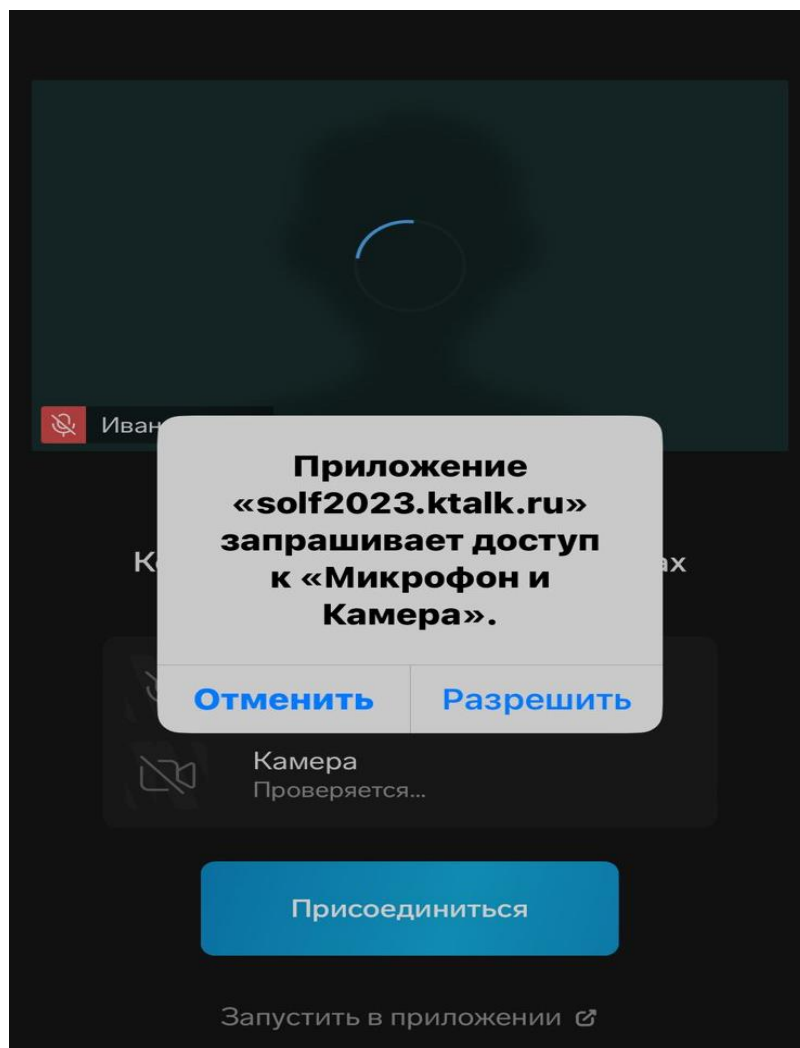 Иван
Приложение
«solf2023.ktalk.ru»
запрашивает доступ
к «Микрофон и
Камера».
Отменить
Разрешить
Камера
Проверяется...
Присоединиться
Запустить в приложении